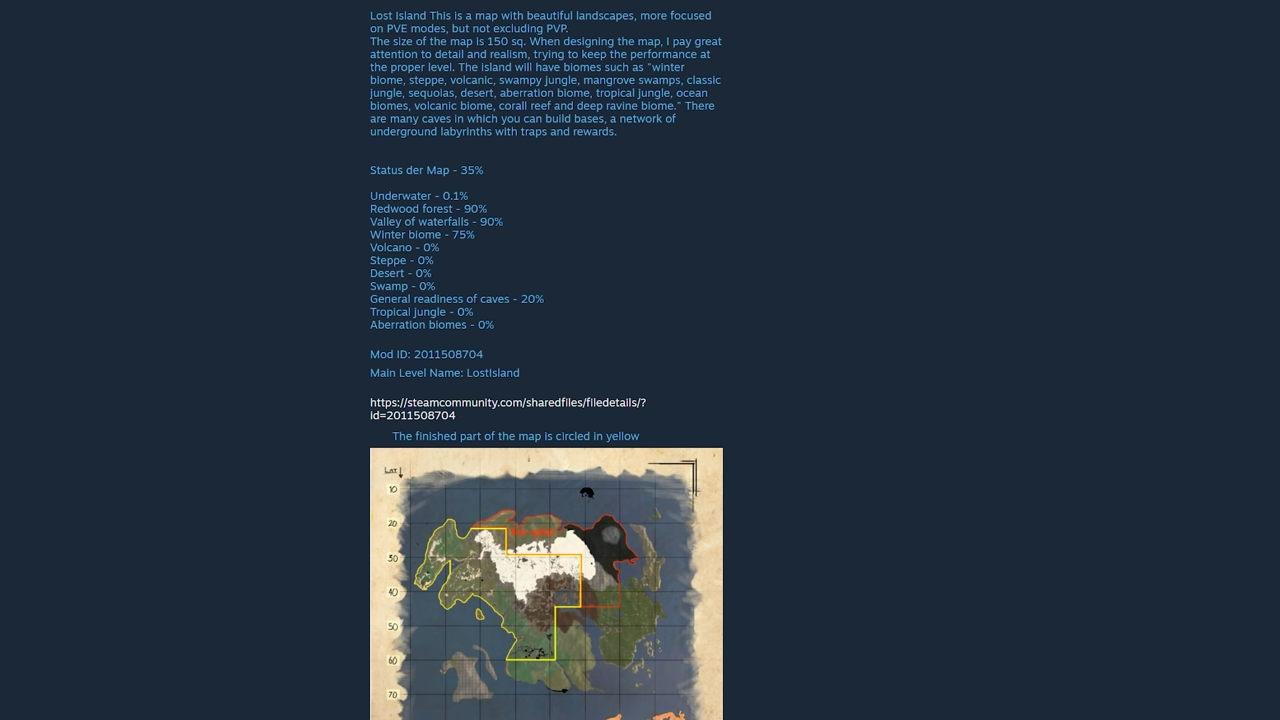 Lost Island This is a map with beautiful landscapes, more focused
on PVE modes, but not excluding PVP.
The size of the map is 150 sq. When designing the map, I pay great
attention to detail and realism, trying to keep the performance at
the proper level. The island will have biomes such as "winter
biome, steppe, volcanic, swampy jungle, mangrove swamps, classic
jungle, sequoias, desert, aberration biome, tropical jungle, ocean
biomes, volcanic biome, corall reef and deep ravine biome." There
are many caves in which you can build bases, a network of
underground labyrinths with traps and rewards.
Status der Map - 35%
Underwater - 0.1%
Redwood forest - 90%
Valley of waterfalls - 90%
Winter biome - 75%
Volcano - 0%
Steppe - 0%
Desert - 0%
Swamp - 0%
General readiness of caves - 20%
Tropical jungle - 0%
Aberration biomes - 0%
Mod ID: 2011508704
Main Level Name: LostIsland
https://steamcommunity.com/sharedfiles/filedetails/?
id=2011508704
The finished part of the map is circled in yellow
Lat
10
20
30
40
50
60
70